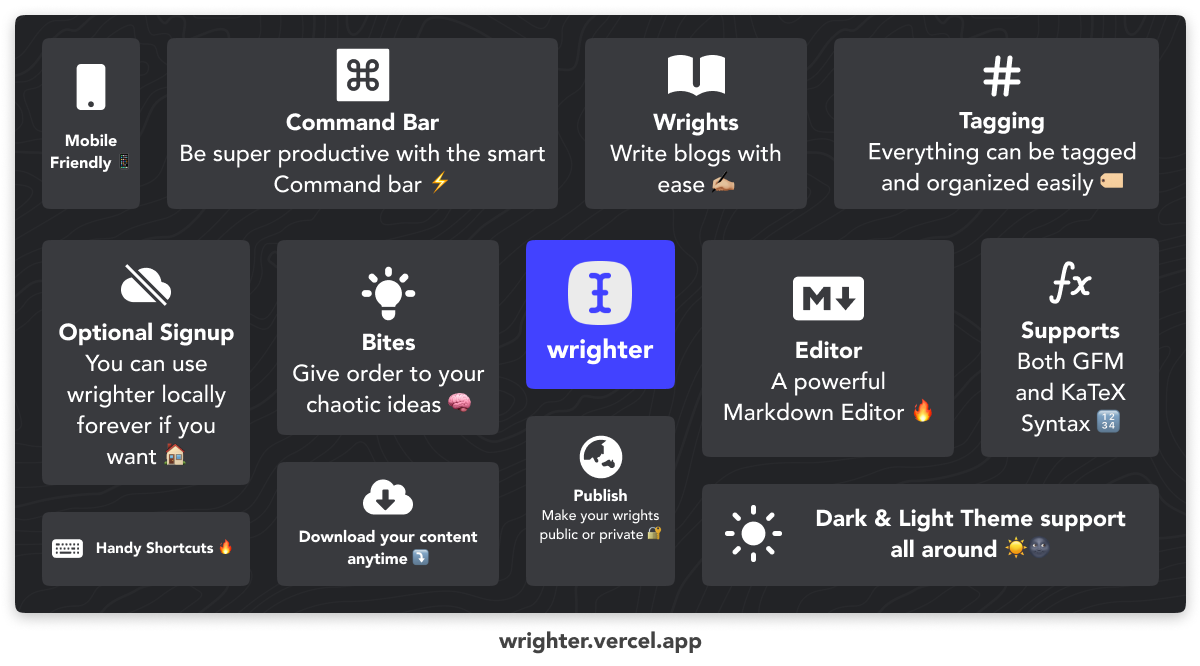 Mobile
Friendly 📱
⌘
Command Bar
Be super productive with the smart
Command bar ⚡
Wrights
Write blogs with
ease ✍🏼
#
Tagging
Everything can be tagged
and organized easily 🏷️
Optional Signup
You can use
wrighter locally
forever if you
want 🏠
Bites
Give order to your
chaotic ideas 🧠
wrighter
M↓
Editor
A powerful
Markdown Editor 🔥
fx
Supports
Both GFM
and KaTeX
Syntax 🔢
Handy Shortcuts 🔥
Download your content
anytime ⤵️
Publish
Make your wrights
public or private 🔐
Dark & Light Theme support
all around ☀️🌚
wrighter.vercel.app